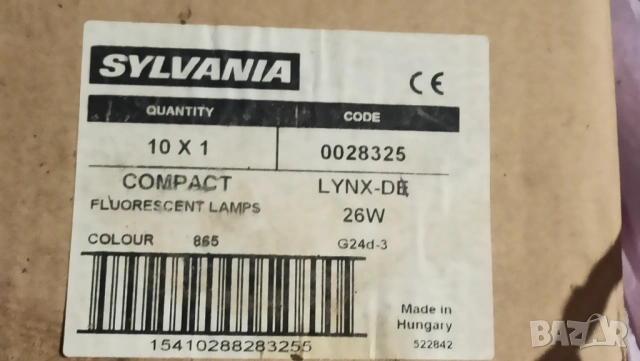 SYLVANIA
CE
QUANTITY CODE
10 X 1 0028325
COMPACT LYNX-DE
FLUORESCENT LAMPS 26W
COLOUR 865 G24d-3
15410288283255
Made in
Hungary
522842
BAZAR